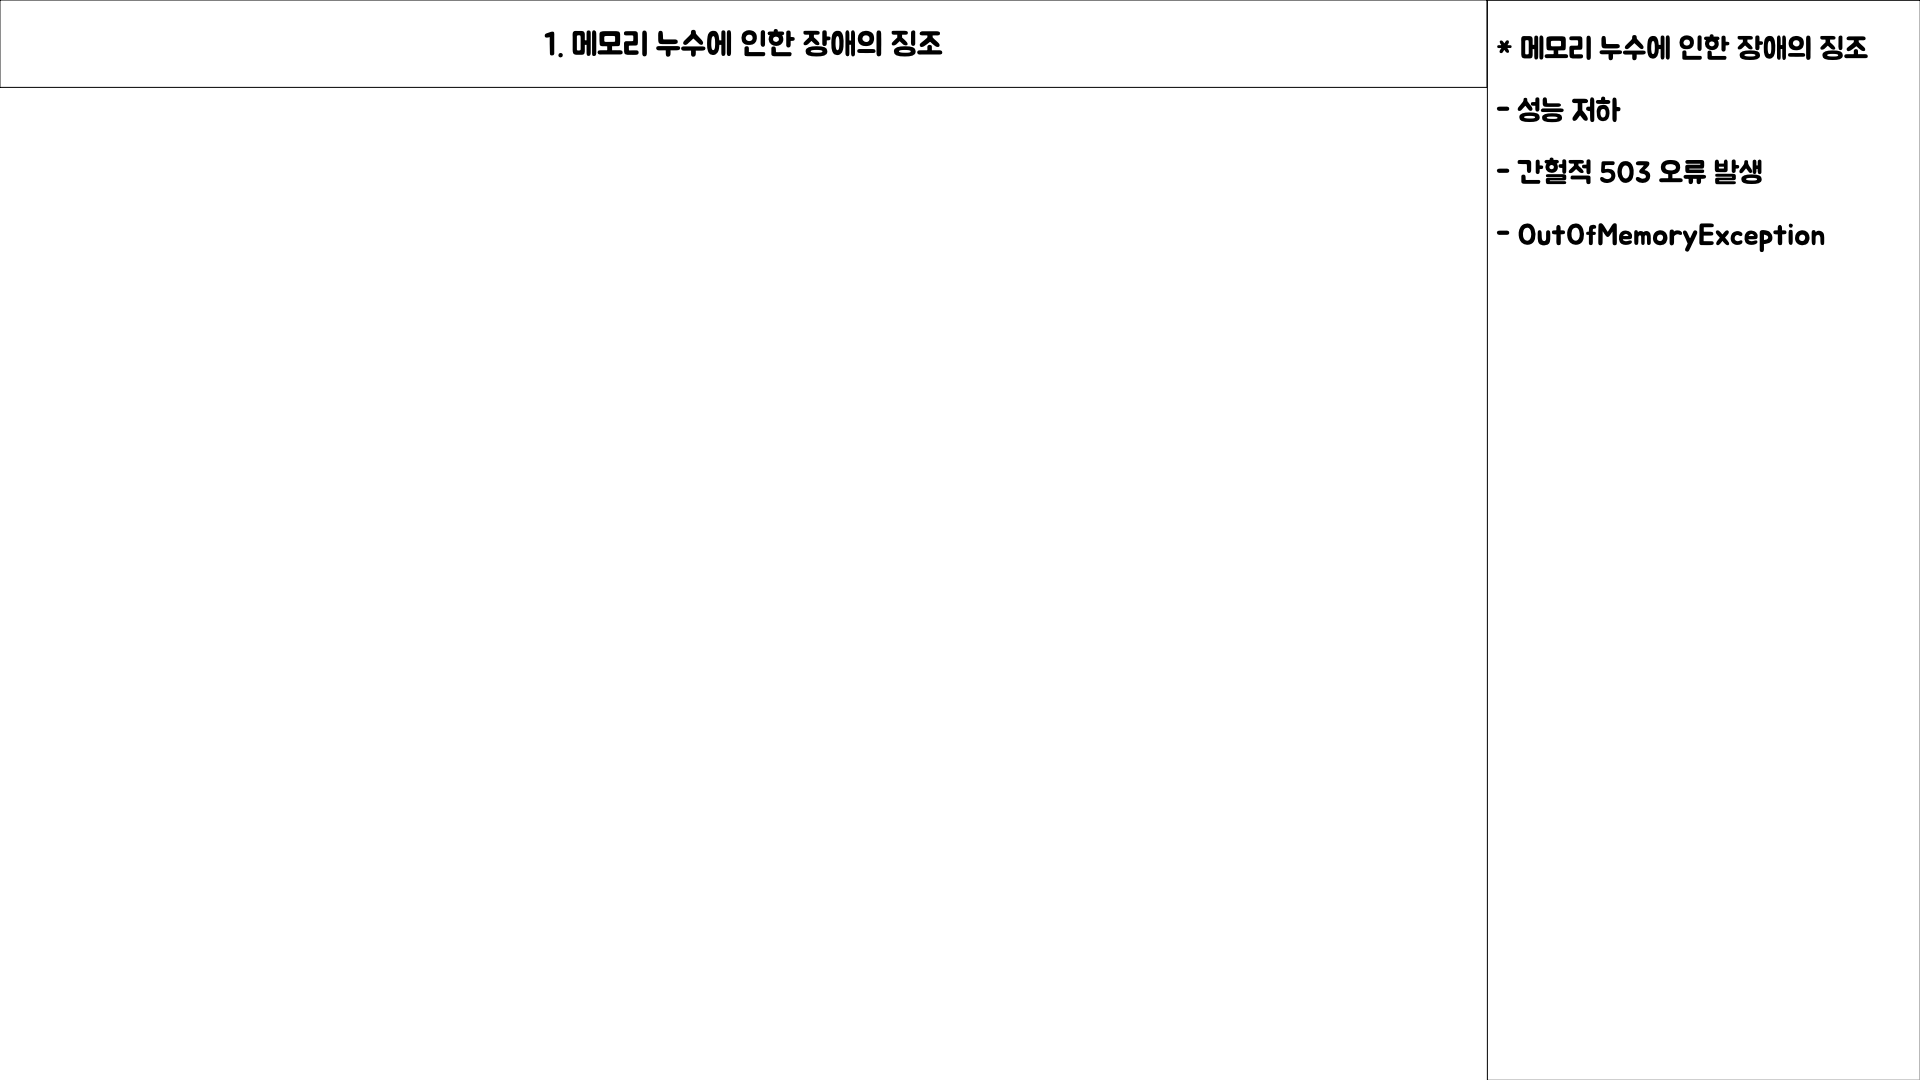 1. 메모리 누수에 인한 장애의 징조
* 메모리 누수에 인한 장애의 징조
- 성능 저하
- 간헐적 503 오류 발생
- OutOfMemoryException